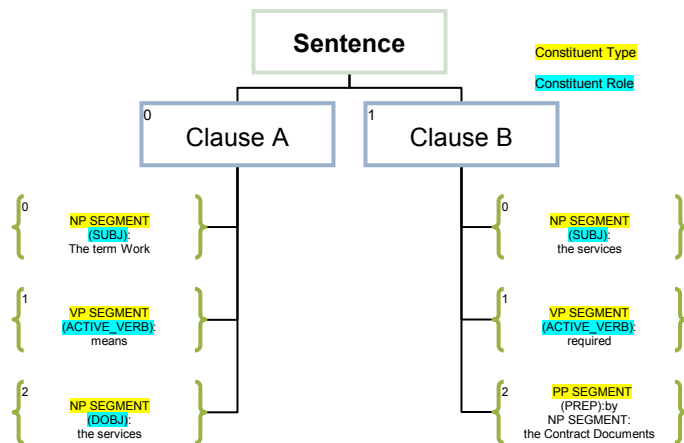 Sentence
Constituent Type
Constituent Role
0
Clause A
1
Clause B
0
NP SEGMENT
(SUBJ):
The term Work
1
VP SEGMENT
(ACTIVE_VERB):
means
2
NP SEGMENT
(DOBJ):
the services
0
NP SEGMENT
(SUBJ):
the services
1
VP SEGMENT
(ACTIVE_VERB):
required
2
PP SEGMENT
(PREP):by
NP SEGMENT:
the Contract Documents